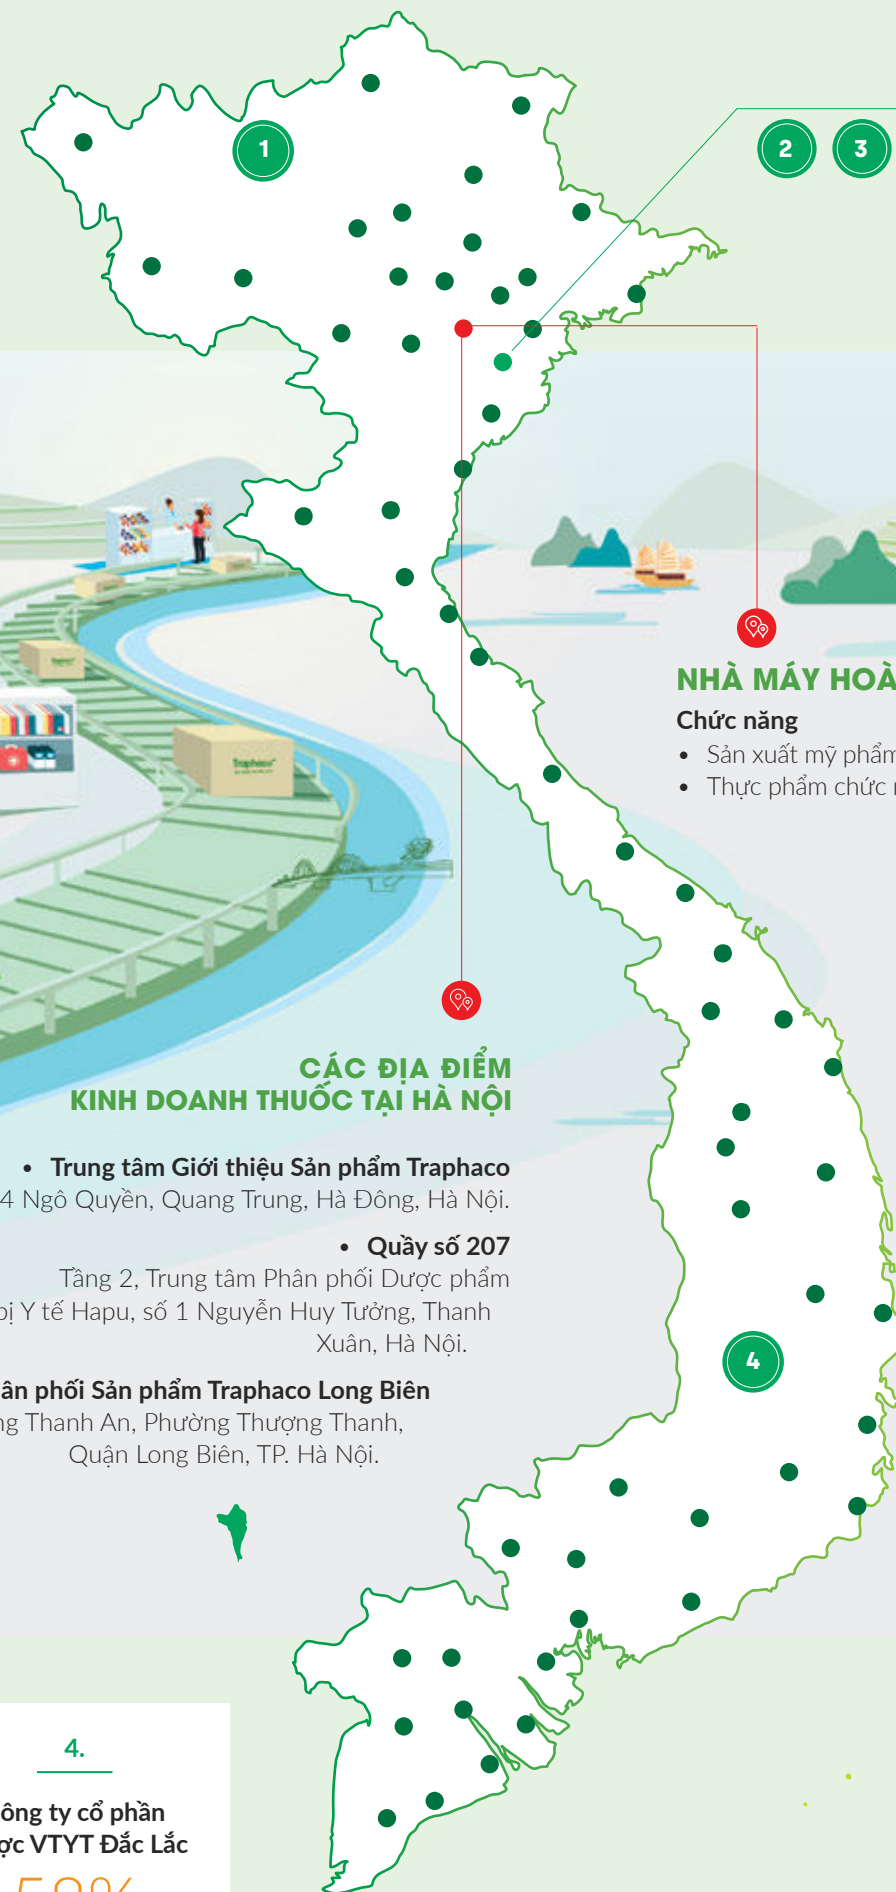 1
2
3
Traphaco
NHÀ MÁY HOÀ
Chức năng
• Sản xuất mỹ phẩm
• Thực phẩm chức
CÁC ĐỊA ĐIỂM
KINH DOANH THUỐC TẠI HÀ NỘI
• Trung tâm Giới thiệu Sản phẩm Traphaco
4 Ngô Quyền, Quang Trung, Hà Đông, Hà Nội.
• Quầy số 207
Tầng 2, Trung tâm Phân phối Dược phẩm
bị Y tế Hapu, số 1 Nguyễn Huy Tưởng, Thanh
Xuân, Hà Nội.
ân phối Sản phẩm Traphaco Long Biên
ng Thanh An, Phường Thượng Thanh,
Quận Long Biên, TP. Hà Nội.
4
4.
ông ty cổ phần
ợc VTYT Đắc Lắc
58%